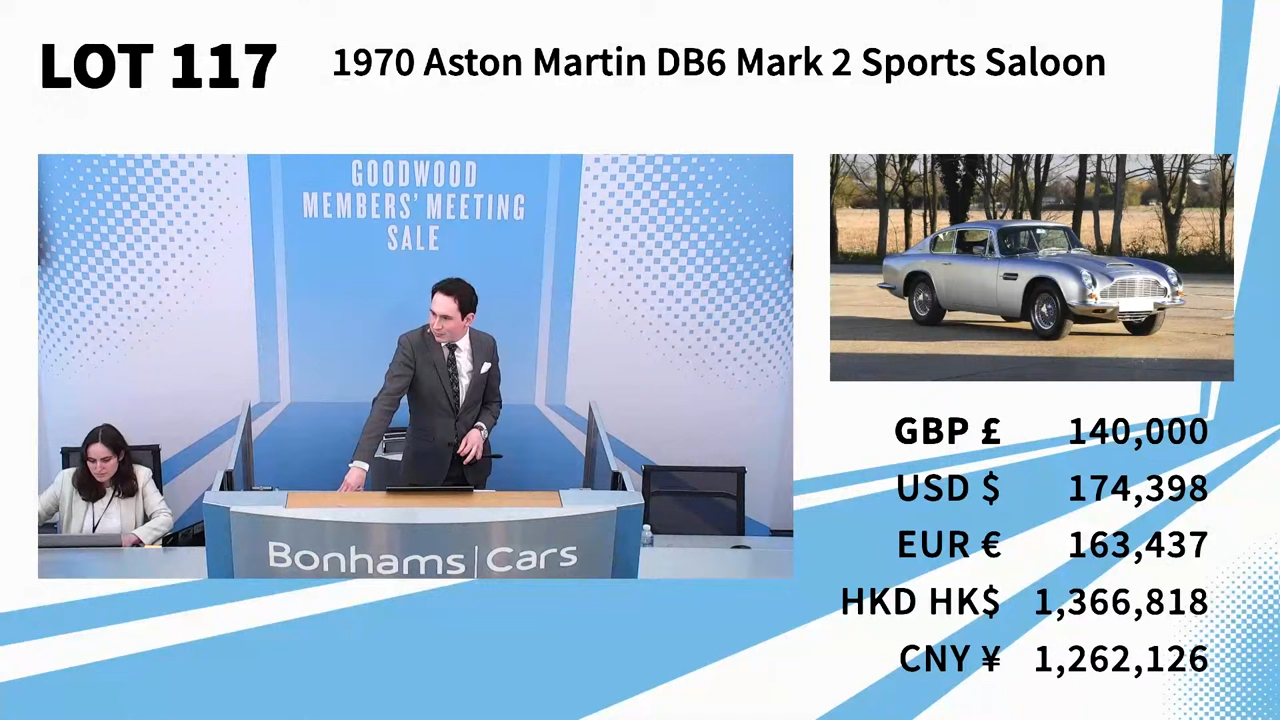 LOT 117
1970 Aston Martin DB6 Mark 2 Sports Saloon
GOODWOOD
MEMBERS' MEETING
SALE
Bonhams|Cars
GBP £ 140,000
USD $ 174,398
EUR € 163,437
HKD HK$ 1,366,818
CNY ¥ 1,262,126